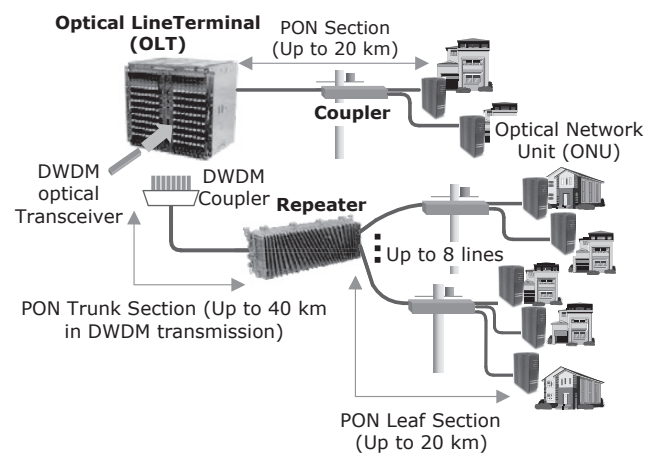 Optical LineTerminal
(OLT)
PON Section
(Up to 20 km)
Coupler
Optical Network
Unit (ONU)
DWDM
optical
Transceiver
DWDM
Coupler
Repeater
Up to 8 lines
PON Trunk Section (Up to 40 km
in DWDM transmission)
PON Leaf Section
(Up to 20 km)